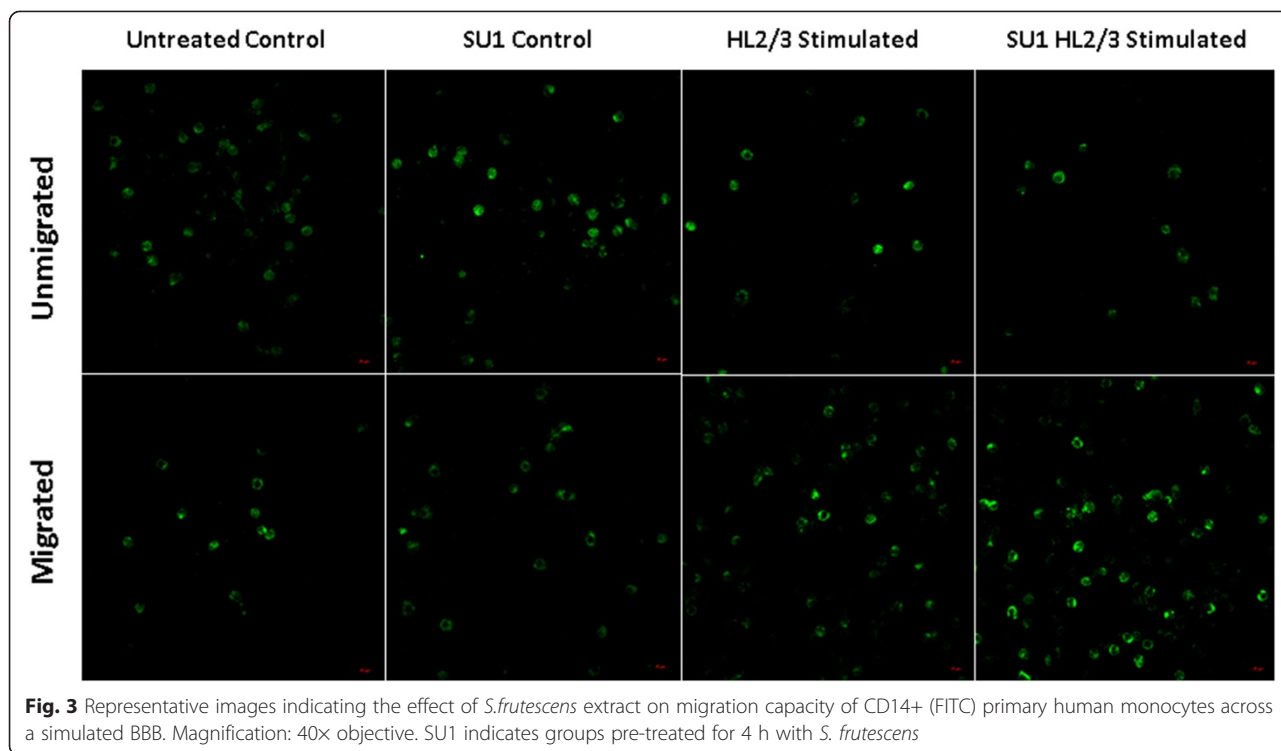 Untreated Control
SU1 Control
HL2/3 Stimulated
SU1 HL2/3 Stimulated
Unmigrated
Migrated
Fig. 3 Representative images indicating the effect of S.frutescens extract on migration capacity of CD14+ (FITC) primary human monocytes across
a simulated BBB. Magnification: 40× objective. SU1 indicates groups pre-treated for 4 h with S. frutescens